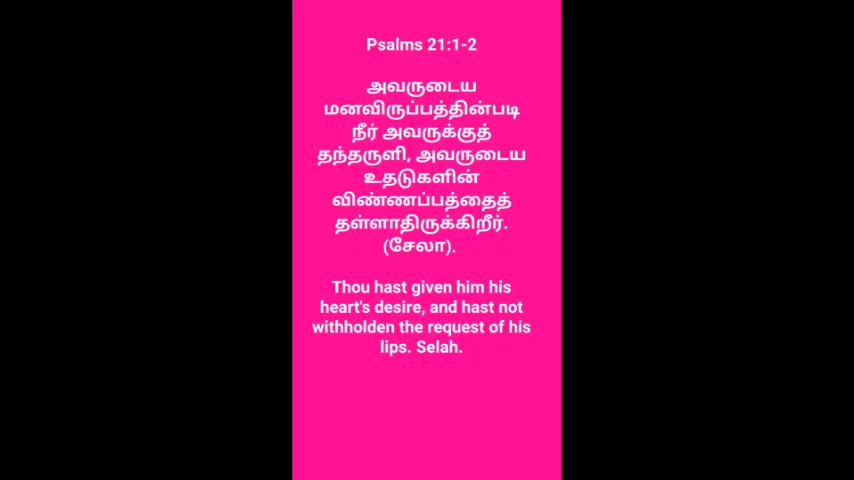 Psalms 21:1-2
அவருடைய
மனவிருப்பத்தின்படி
நீர் அவருக்குத்
தந்தருளி, அவருடைய
உதடுகளின்
விண்ணப்பத்தைத்
தள்ளாதிருக்கிறீர்.
(சேலா).
Thou hast given him his
heart's desire, and hast not
withholden the request of his
lips. Selah.